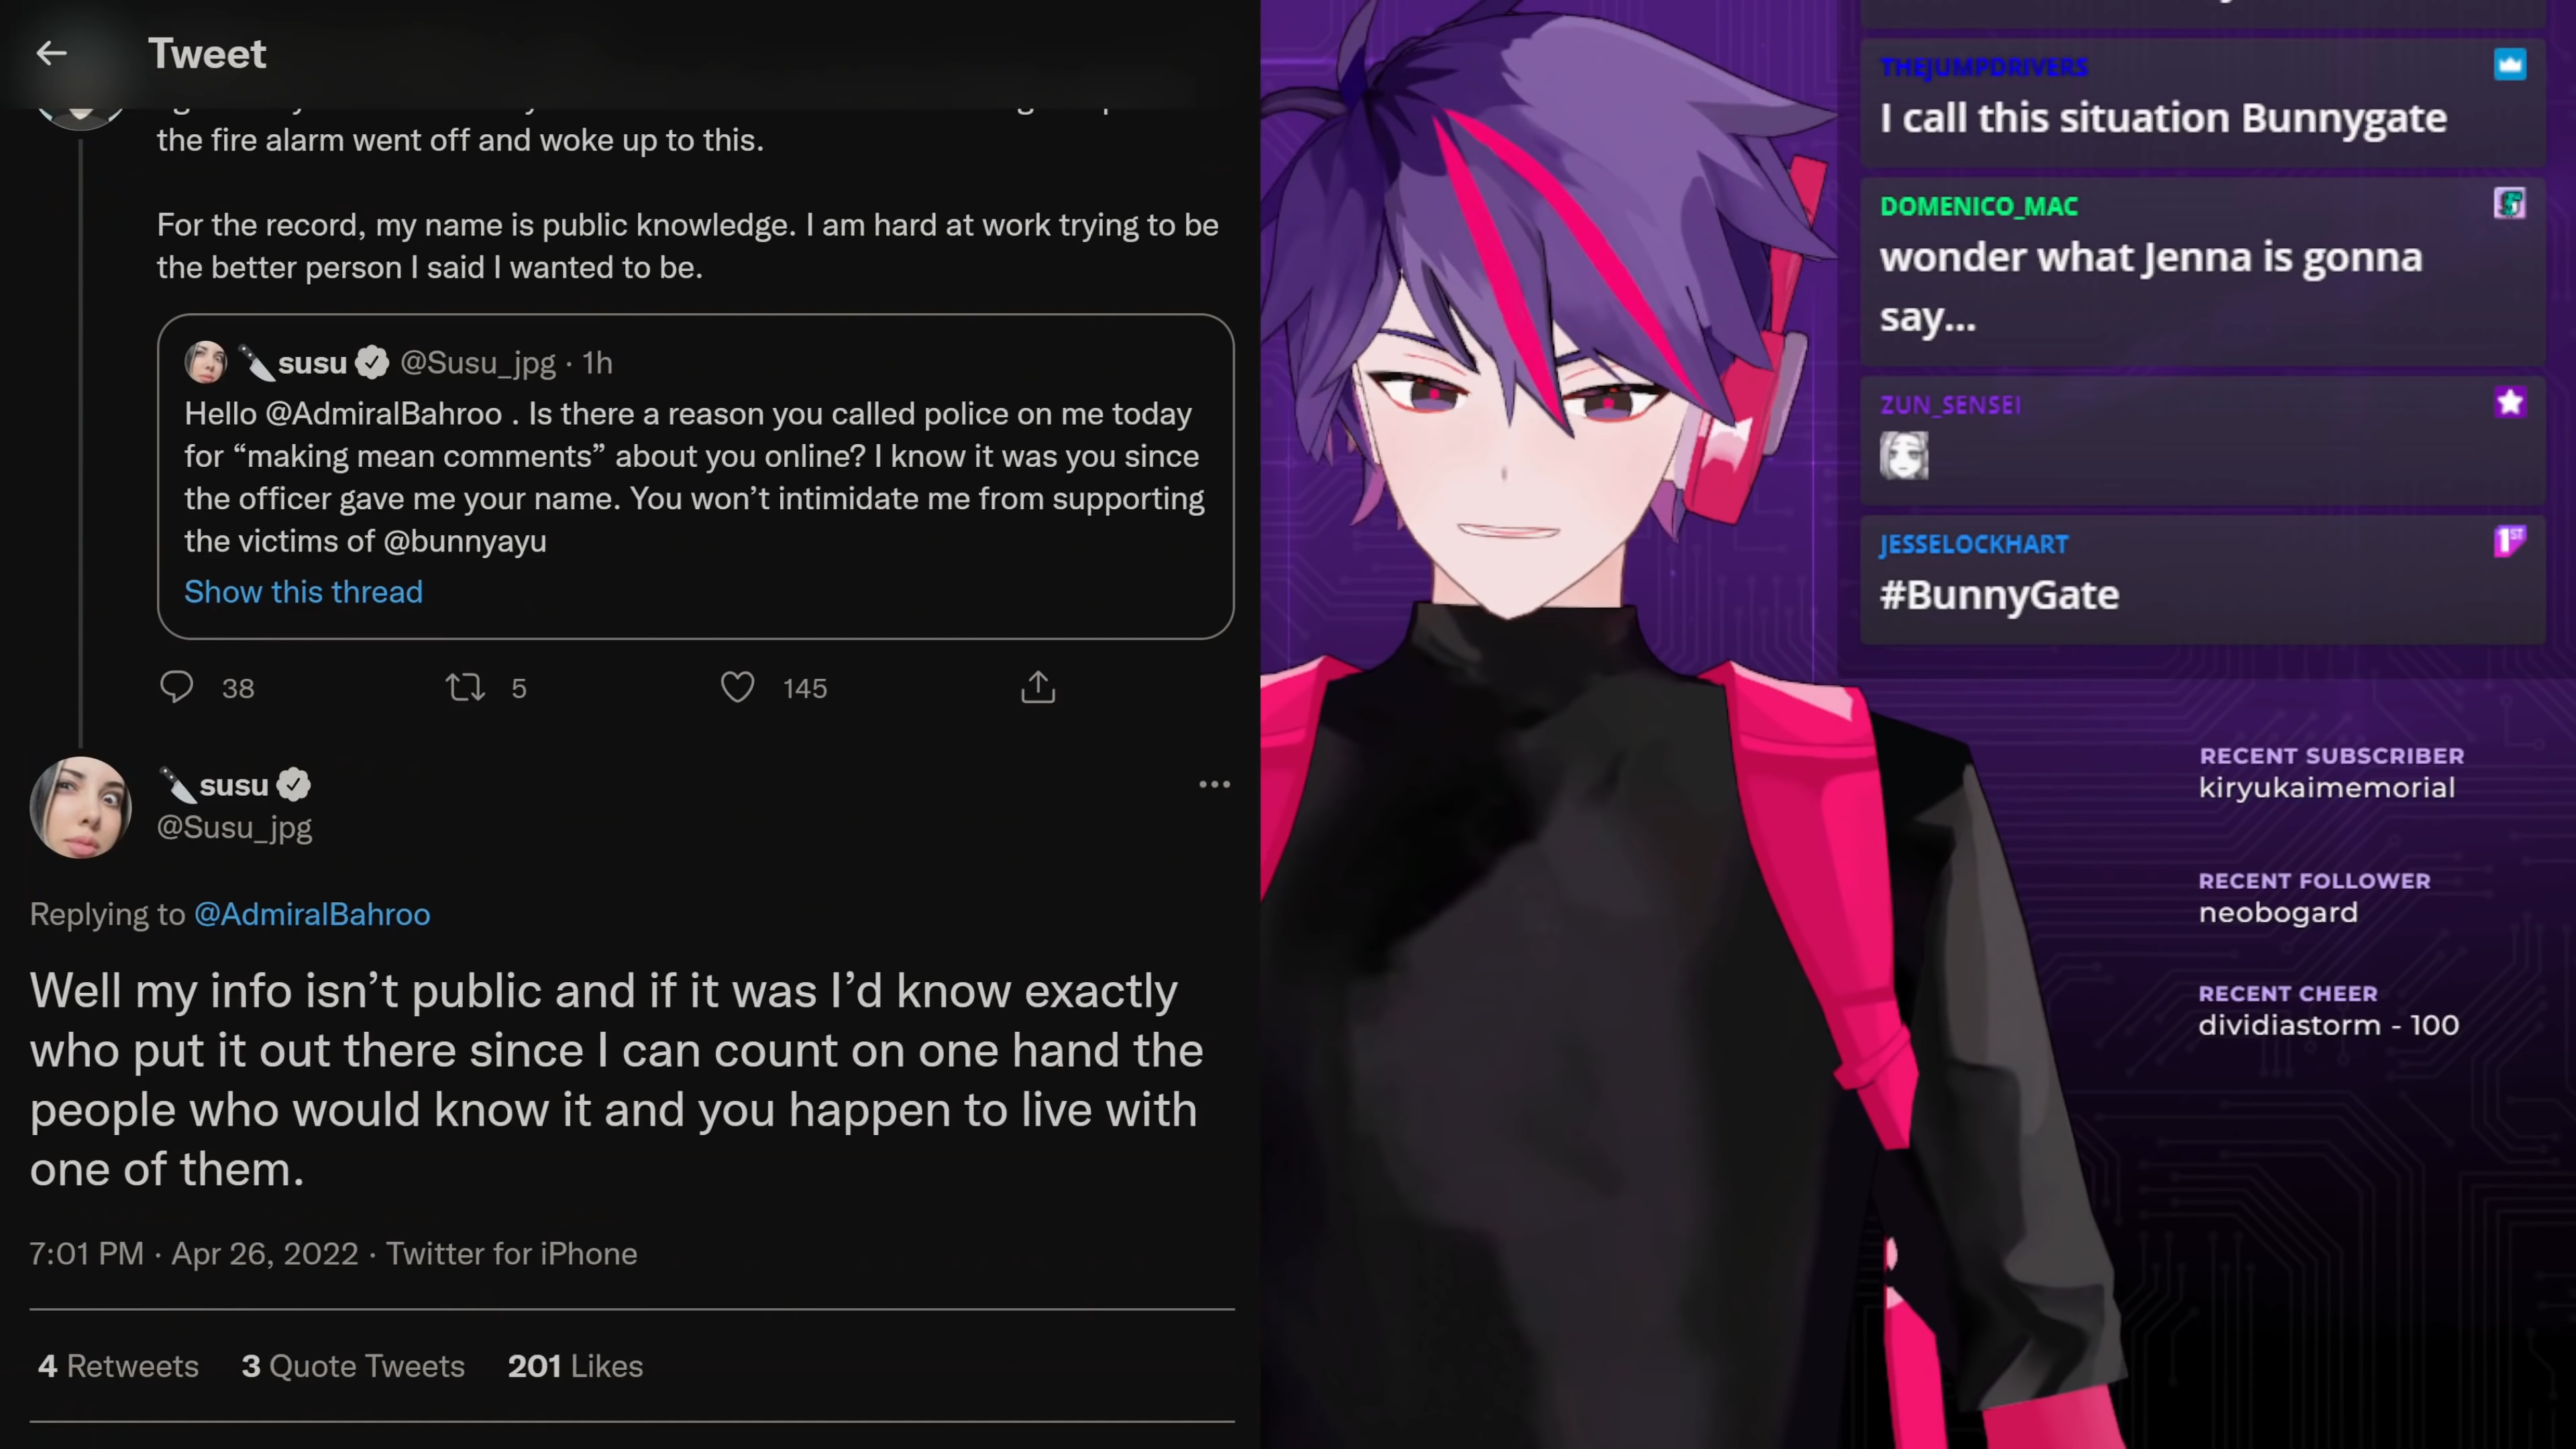 Tweet
the fire alarm went off and woke up to this.
For the record, my name is public knowledge. I am hard at work trying to be
the better person I said I wanted to be.
susu @Susu_jpg · 1h
Hello @AdmiralBahroo . Is there a reason you called police on me today
for “making mean comments” about you online? I know it was you since
the officer gave me your name. You won’t intimidate me from supporting
the victims of @bunnyayu
Show this thread
38 5 145
susu
@Susu_jpg
Replying to @AdmiralBahroo
Well my info isn’t public and if it was I’d know exactly
who put it out there since I can count on one hand the
people who would know it and you happen to live with
one of them.
7:01 PM · Apr 26, 2022 · Twitter for iPhone
4 Retweets 3 Quote Tweets 201 Likes
THEJUMPDRIVERS
I call this situation Bunnygate
DOMENICO_MAC
wonder what Jenna is gonna
say...
ZUN_SENSEI
JESSELOCKHART
1ST
#BunnyGate
RECENT SUBSCRIBER
kiryukaimemorial
RECENT FOLLOWER
neobogard
RECENT CHEER
dividiastorm - 100